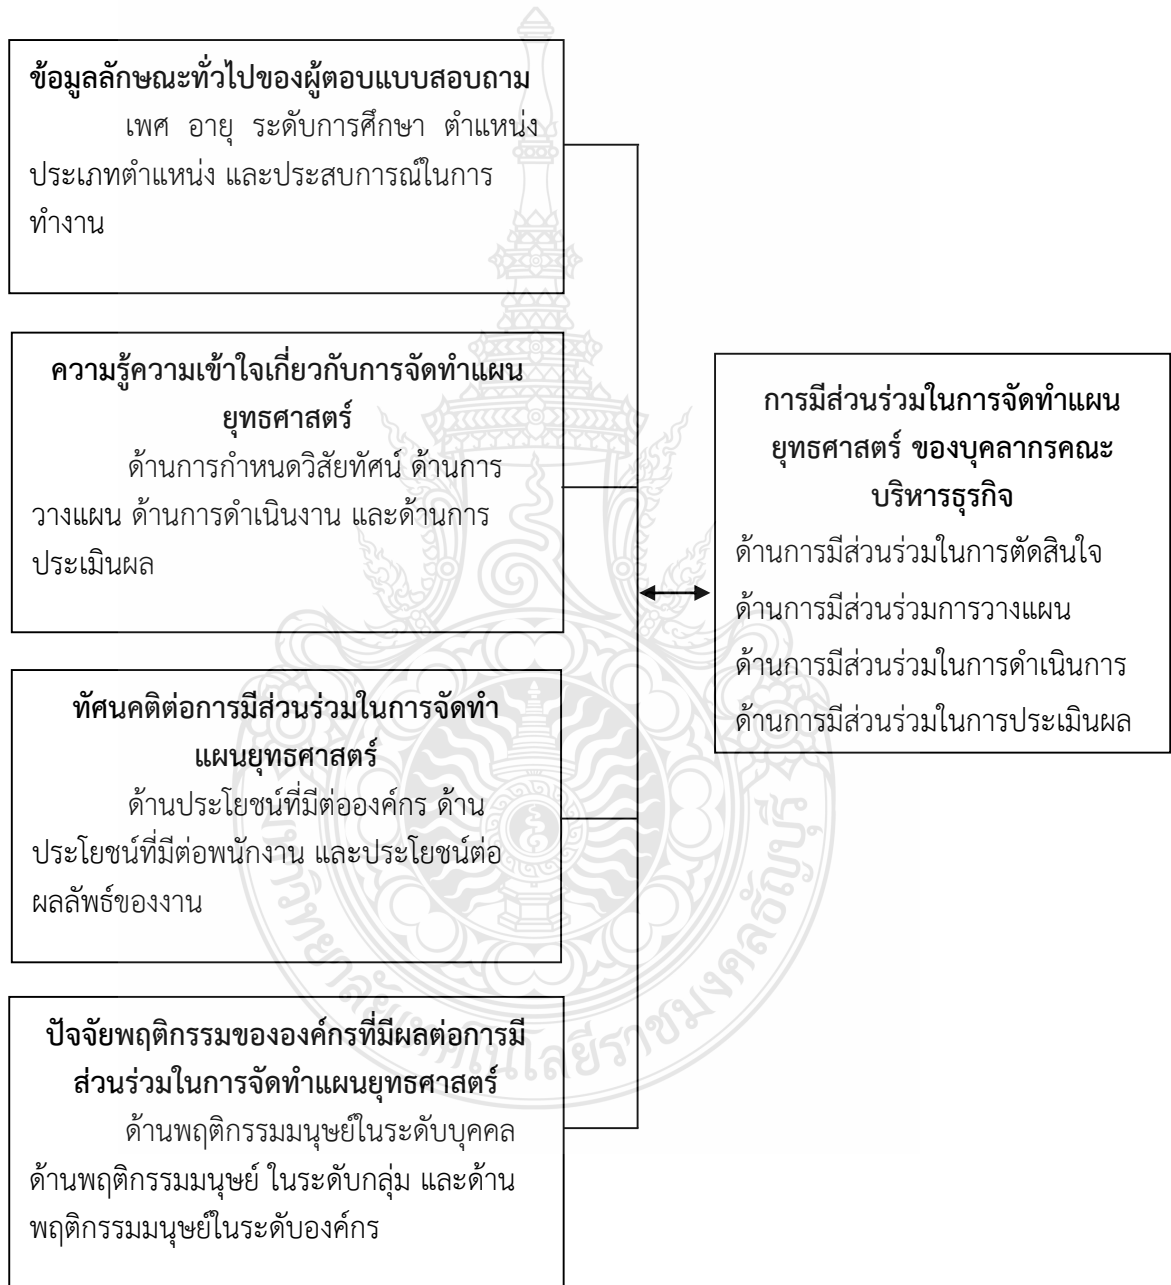 ข้อมูลลักษณะทั่วไปของผู้ตอบแบบสอบถาม
เพศ อายุ ระดับการศึกษา ตำแหน่ง
ประเภทตำแหน่ง และประสบการณ์ในการ
ทำงาน
ความรู้ความเข้าใจเกี่ยวกับการจัดทำแผน
ยุทธศาสตร์
ด้านการกำหนดวิสัยทัศน์ ด้านการ
วางแผน ด้านการดำเนินงาน และด้านการ
ประเมินผล
ทัศนคติต่อการมีส่วนร่วมในการจัดทำ
แผนยุทธศาสตร์
ด้านประโยชน์ที่มีต่อองค์กร ด้าน
ประโยชน์ที่มีต่อพนักงาน และประโยชน์ต่อ
ผลลัพธ์ของงาน
ปัจจัยพฤติกรรมขององค์กรที่มีผลต่อการมี
ส่วนร่วมในการจัดทำแผนยุทธศาสตร์
ด้านพฤติกรรมมนุษย์ในระดับบุคคล
ด้านพฤติกรรมมนุษย์ ในระดับกลุ่ม และด้าน
พฤติกรรมมนุษย์ในระดับองค์กร
การมีส่วนร่วมในการจัดทำแผน
ยุทธศาสตร์ ของบุคลากรคณะ
บริหารธุรกิจ
ด้านการมีส่วนร่วมในการตัดสินใจ
ด้านการมีส่วนร่วมการวางแผน
ด้านการมีส่วนร่วมในการดำเนินการ
ด้านการมีส่วนร่วมในการประเมินผล
มหาวิทยาลัยเทคโนโลยีราชมงคลธัญบุรี